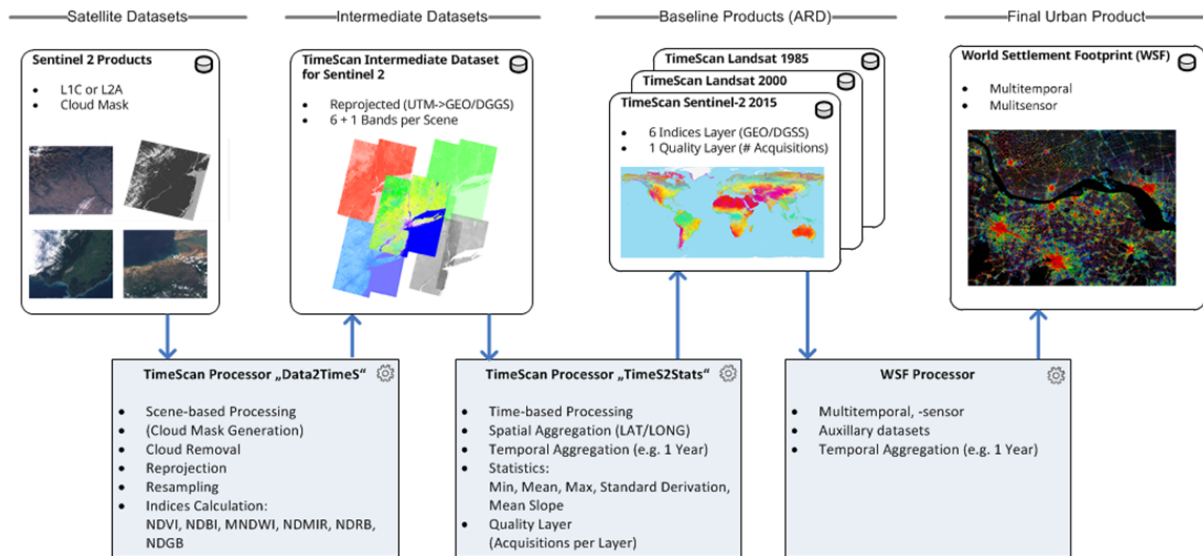 Satellite Datasets
Intermediate Datasets
Baseline Products (ARD)
Final Urban Product
Sentinel 2 Products
• L1C or L2A
• Cloud Mask
TimeScan Intermediate Dataset
for Sentinel 2
• Reprojected (UTM->GEO/DGGS)
• 6 + 1 Bands per Scene
TimeScan Landsat 1985
TimeScan Landsat 2000
TimeScan Sentinel-2 2015
• 6 Indices Layer (GEO/DGSS)
• 1 Quality Layer (# Acquisitions)
World Settlement Footprint (WSF)
• Multitemporal
• Mulitsensor
TimeScan Processor „Data2TimeS“
• Scene-based Processing
• (Cloud Mask Generation)
• Cloud Removal
• Reprojection
• Resampling
• Indices Calculation:
NDVI, NDBI, MNDWI, NDMIR, NDRB,
NDGB
TimeScan Processor „TimeS2Stats“
• Time-based Processing
• Spatial Aggregation (LAT/LONG)
• Temporal Aggregation (e.g. 1 Year)
• Statistics:
Min, Mean, Max, Standard Derivation,
Mean Slope
• Quality Layer
(Acquisitions per Layer)
WSF Processor
• Multitemporal, -sensor
• Auxillary datasets
• Temporal Aggregation (e.g. 1 Year)